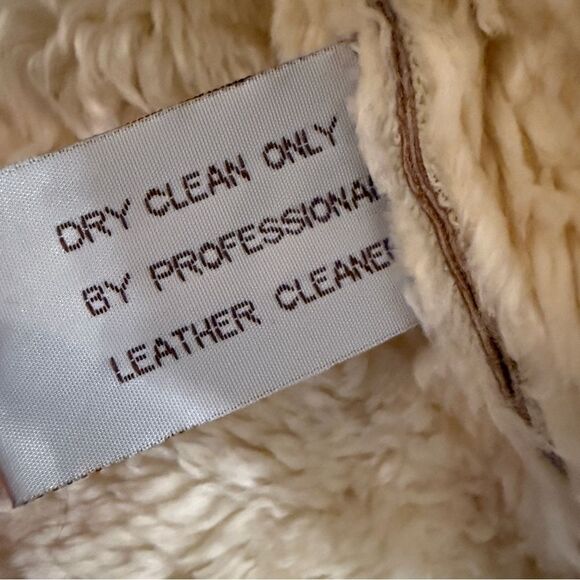 DRY CLEAN ONLY
BY PROFESSIONAL
LEATHER CLEANER